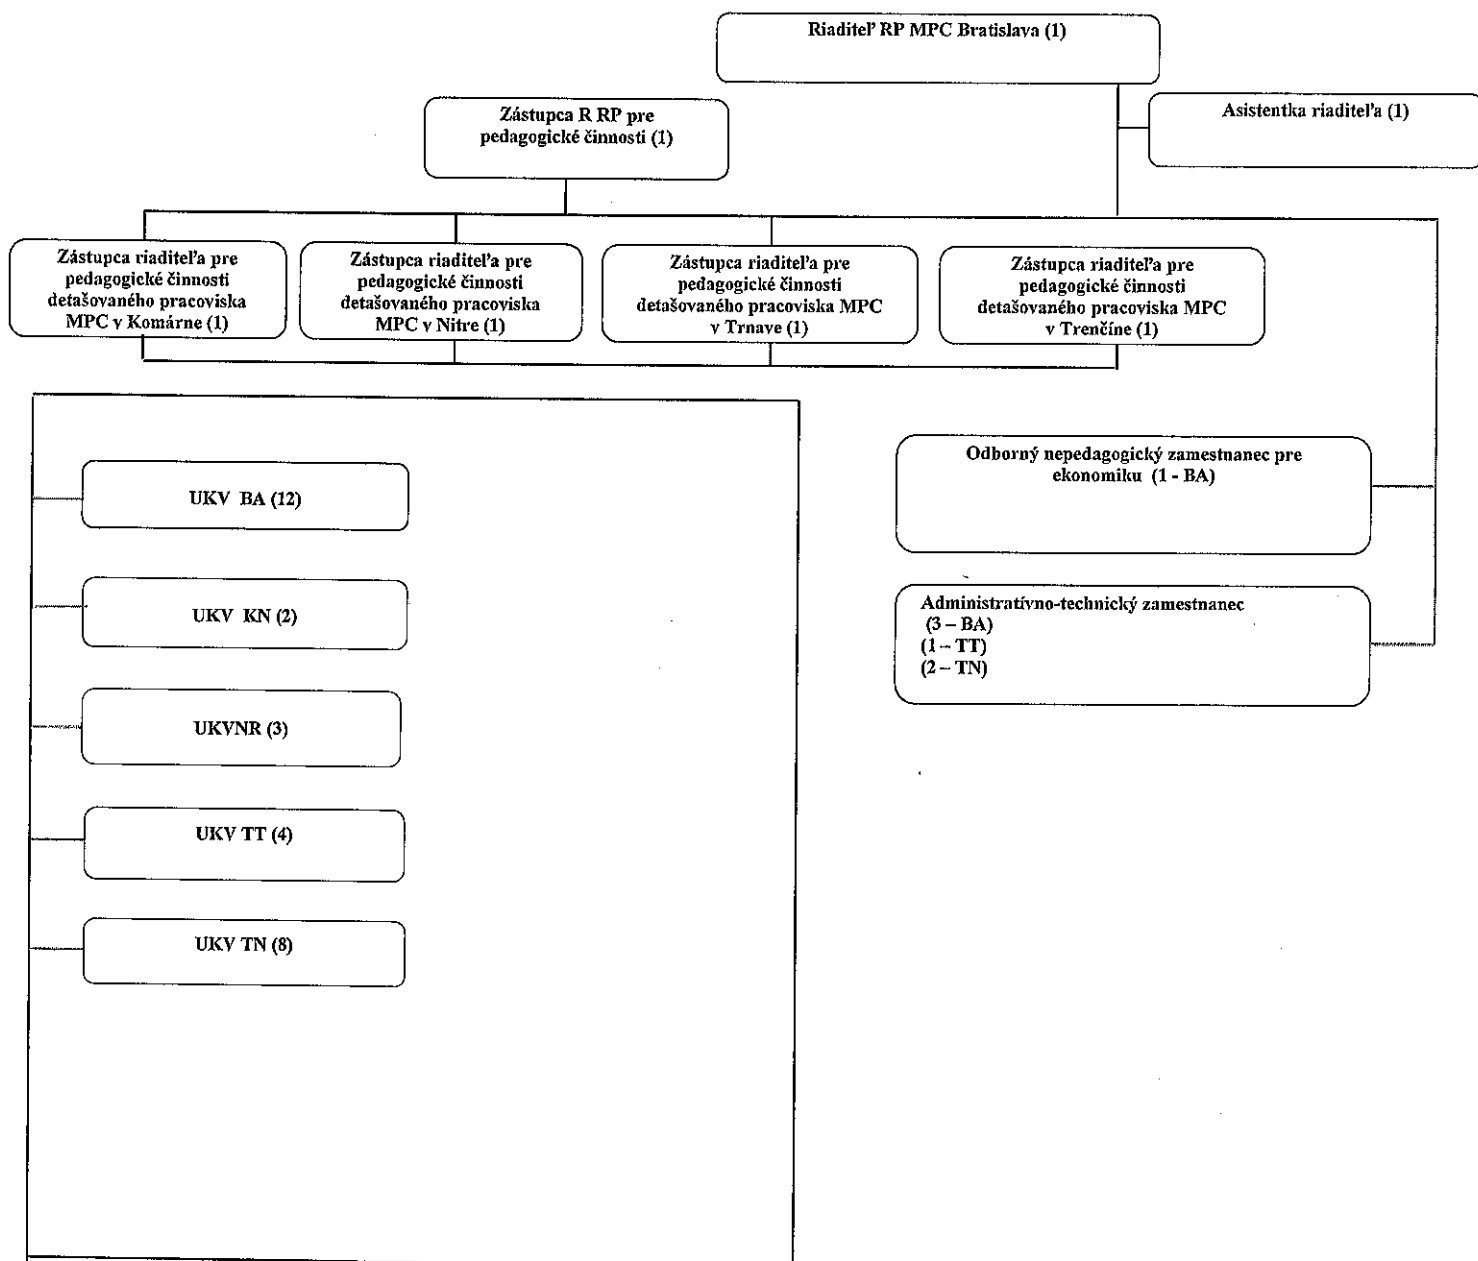 Riaditeľ RP MPC Bratislava (1)
Asistentka riaditeľa (1)
Zástupca R RP pre
pedagogické činnosti (1)
Zástupca riaditeľa pre
pedagogické činnosti
detašovaného pracoviska
MPC v Komárne (1)
Zástupca riaditeľa pre
pedagogické činnosti
detašovaného pracoviska
MPC v Nitre (1)
Zástupca riaditeľa pre
pedagogické činnosti
detašovaného pracoviska MPC
v Trnave (1)
Zástupca riaditeľa pre
pedagogické činnosti
detašovaného pracoviska MPC
v Trenčíne (1)
UKV BA (12)
UKV KN (2)
UKVNR (3)
UKV TT (4)
UKV TN (8)
Odborný nepedagogický zamestnanec pre
ekonomiku (1 - BA)
Administratívno-technický zamestnanec
(3 – BA)
(1 – TT)
(2 – TN)